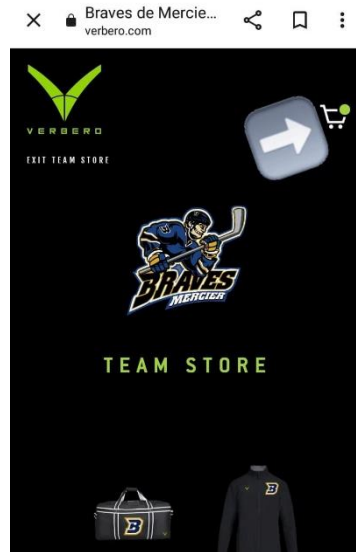 Braves de Mercie...
verbero.com
VERBERO
EXIT TEAM STORE
BRAVES
MERCIER
TEAM STORE
B
B